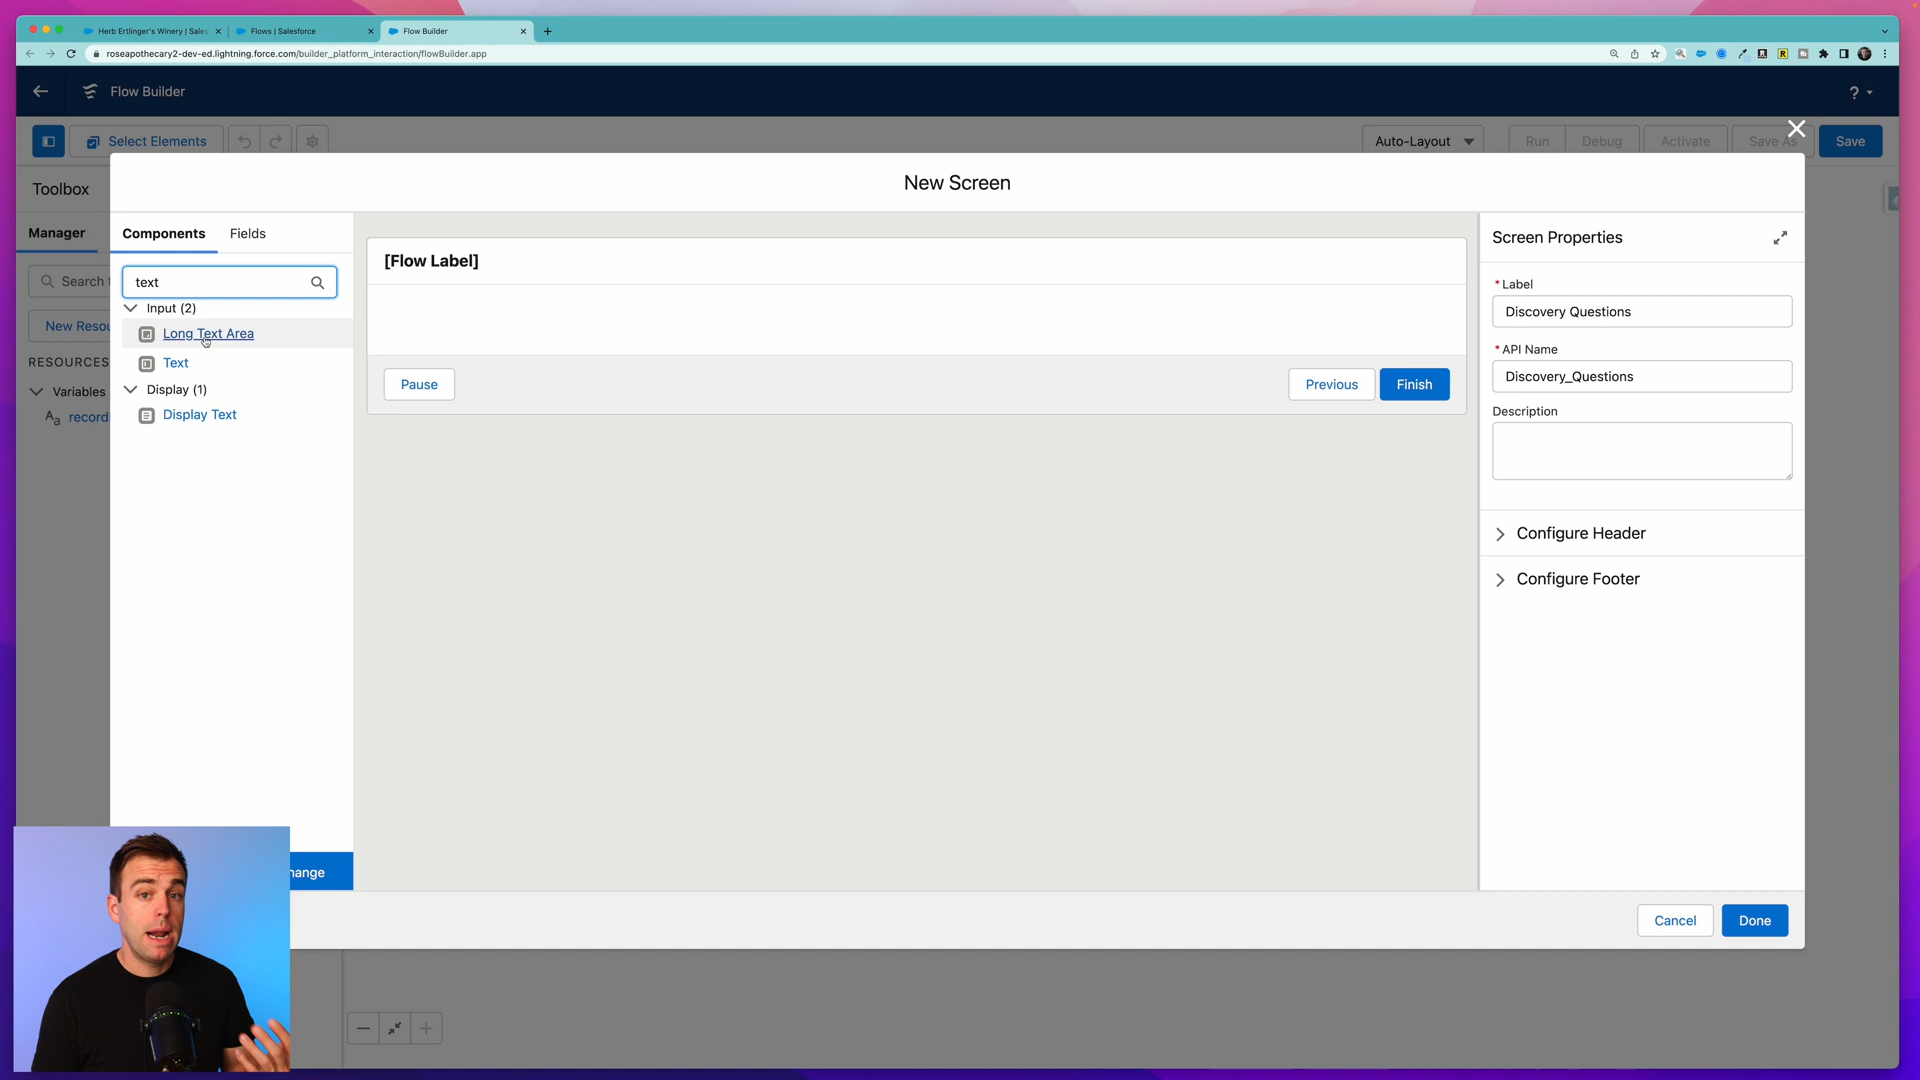 Herb Ertlinger's Winery | Sales
Flows | Salesforce
Flow Builder
roseapothecary2-dev-ed.lightning.force.com/builder_platform_interaction/flowBuilder.app
Flow Builder
?
Select Elements
Auto-Layout
Run
Debug
Activate
Save As
Save
Toolbox
Manager
Search
New Resou
RESOURCES
Variables
record
New Screen
Components
Fields
text
Input (2)
Long Text Area
Text
Display (1)
Display Text
hange
[Flow Label]
Pause
Previous
Finish
Screen Properties
*Label
Discovery Questions
*API Name
Discovery_Questions
Description
Configure Header
Configure Footer
Cancel
Done